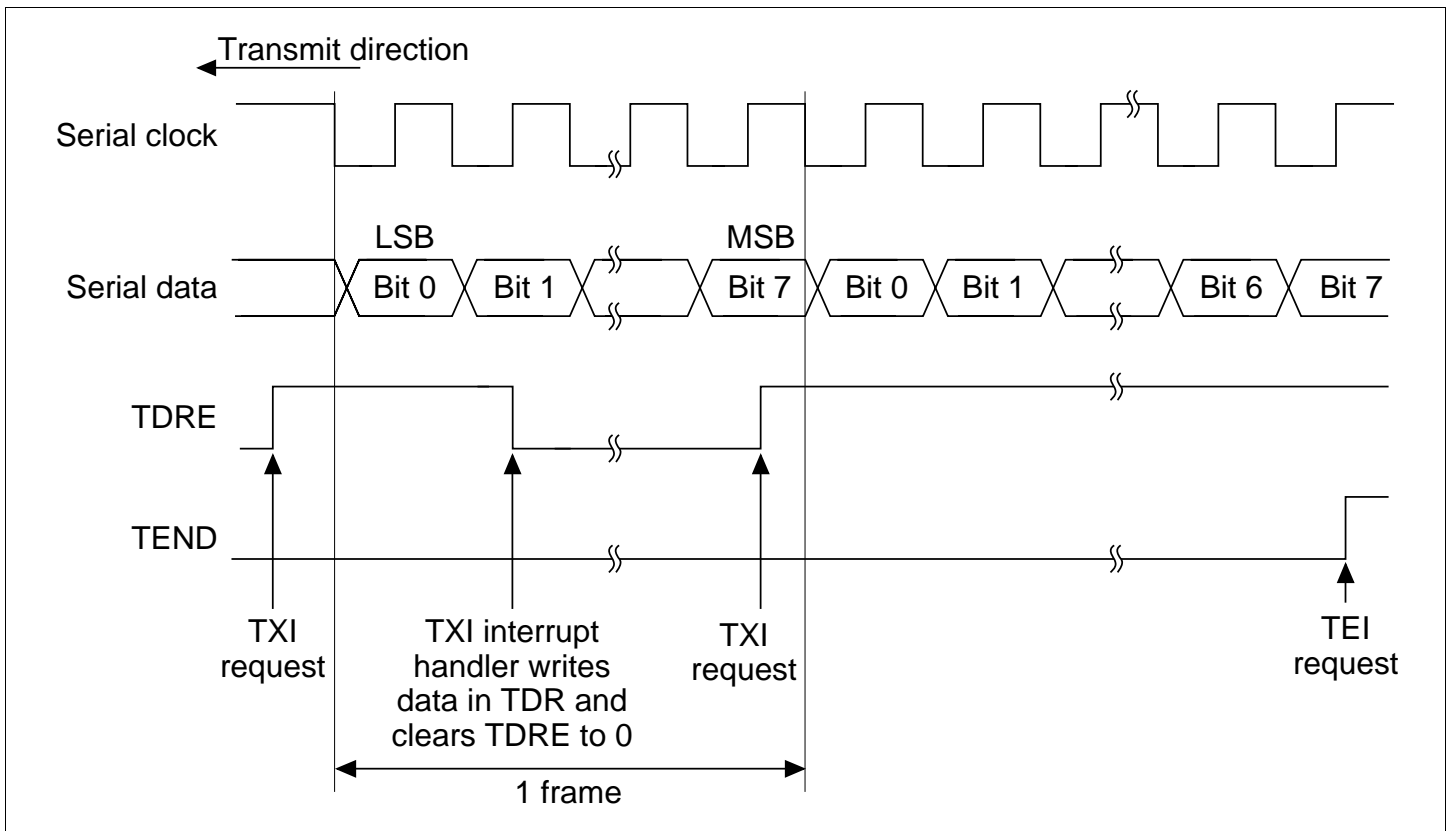 Transmit direction
Serial clock
LSB
MSB
Serial data
Bit 0
Bit 1
Bit 7
Bit 0
Bit 1
Bit 6
Bit 7
TDRE
TEND
TXI
request
TXI interrupt
handler writes
data in TDR and
clears TDRE to 0
TXI
request
TEI
request
1 frame